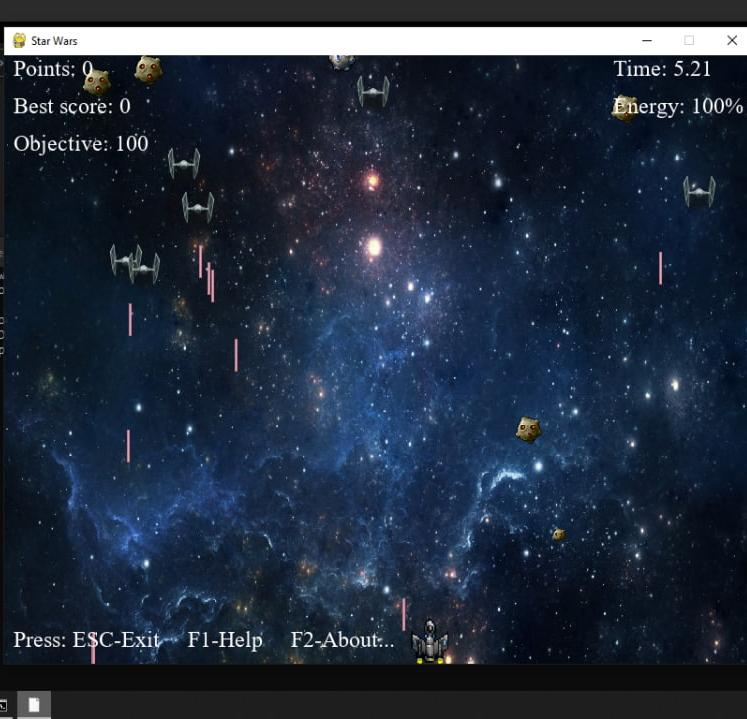 Star Wars
Points: 0
Time: 5.21
Best score: 0
Energy: 100%
Objective: 100
Press: ESC-Exit F1-Help F2-About...